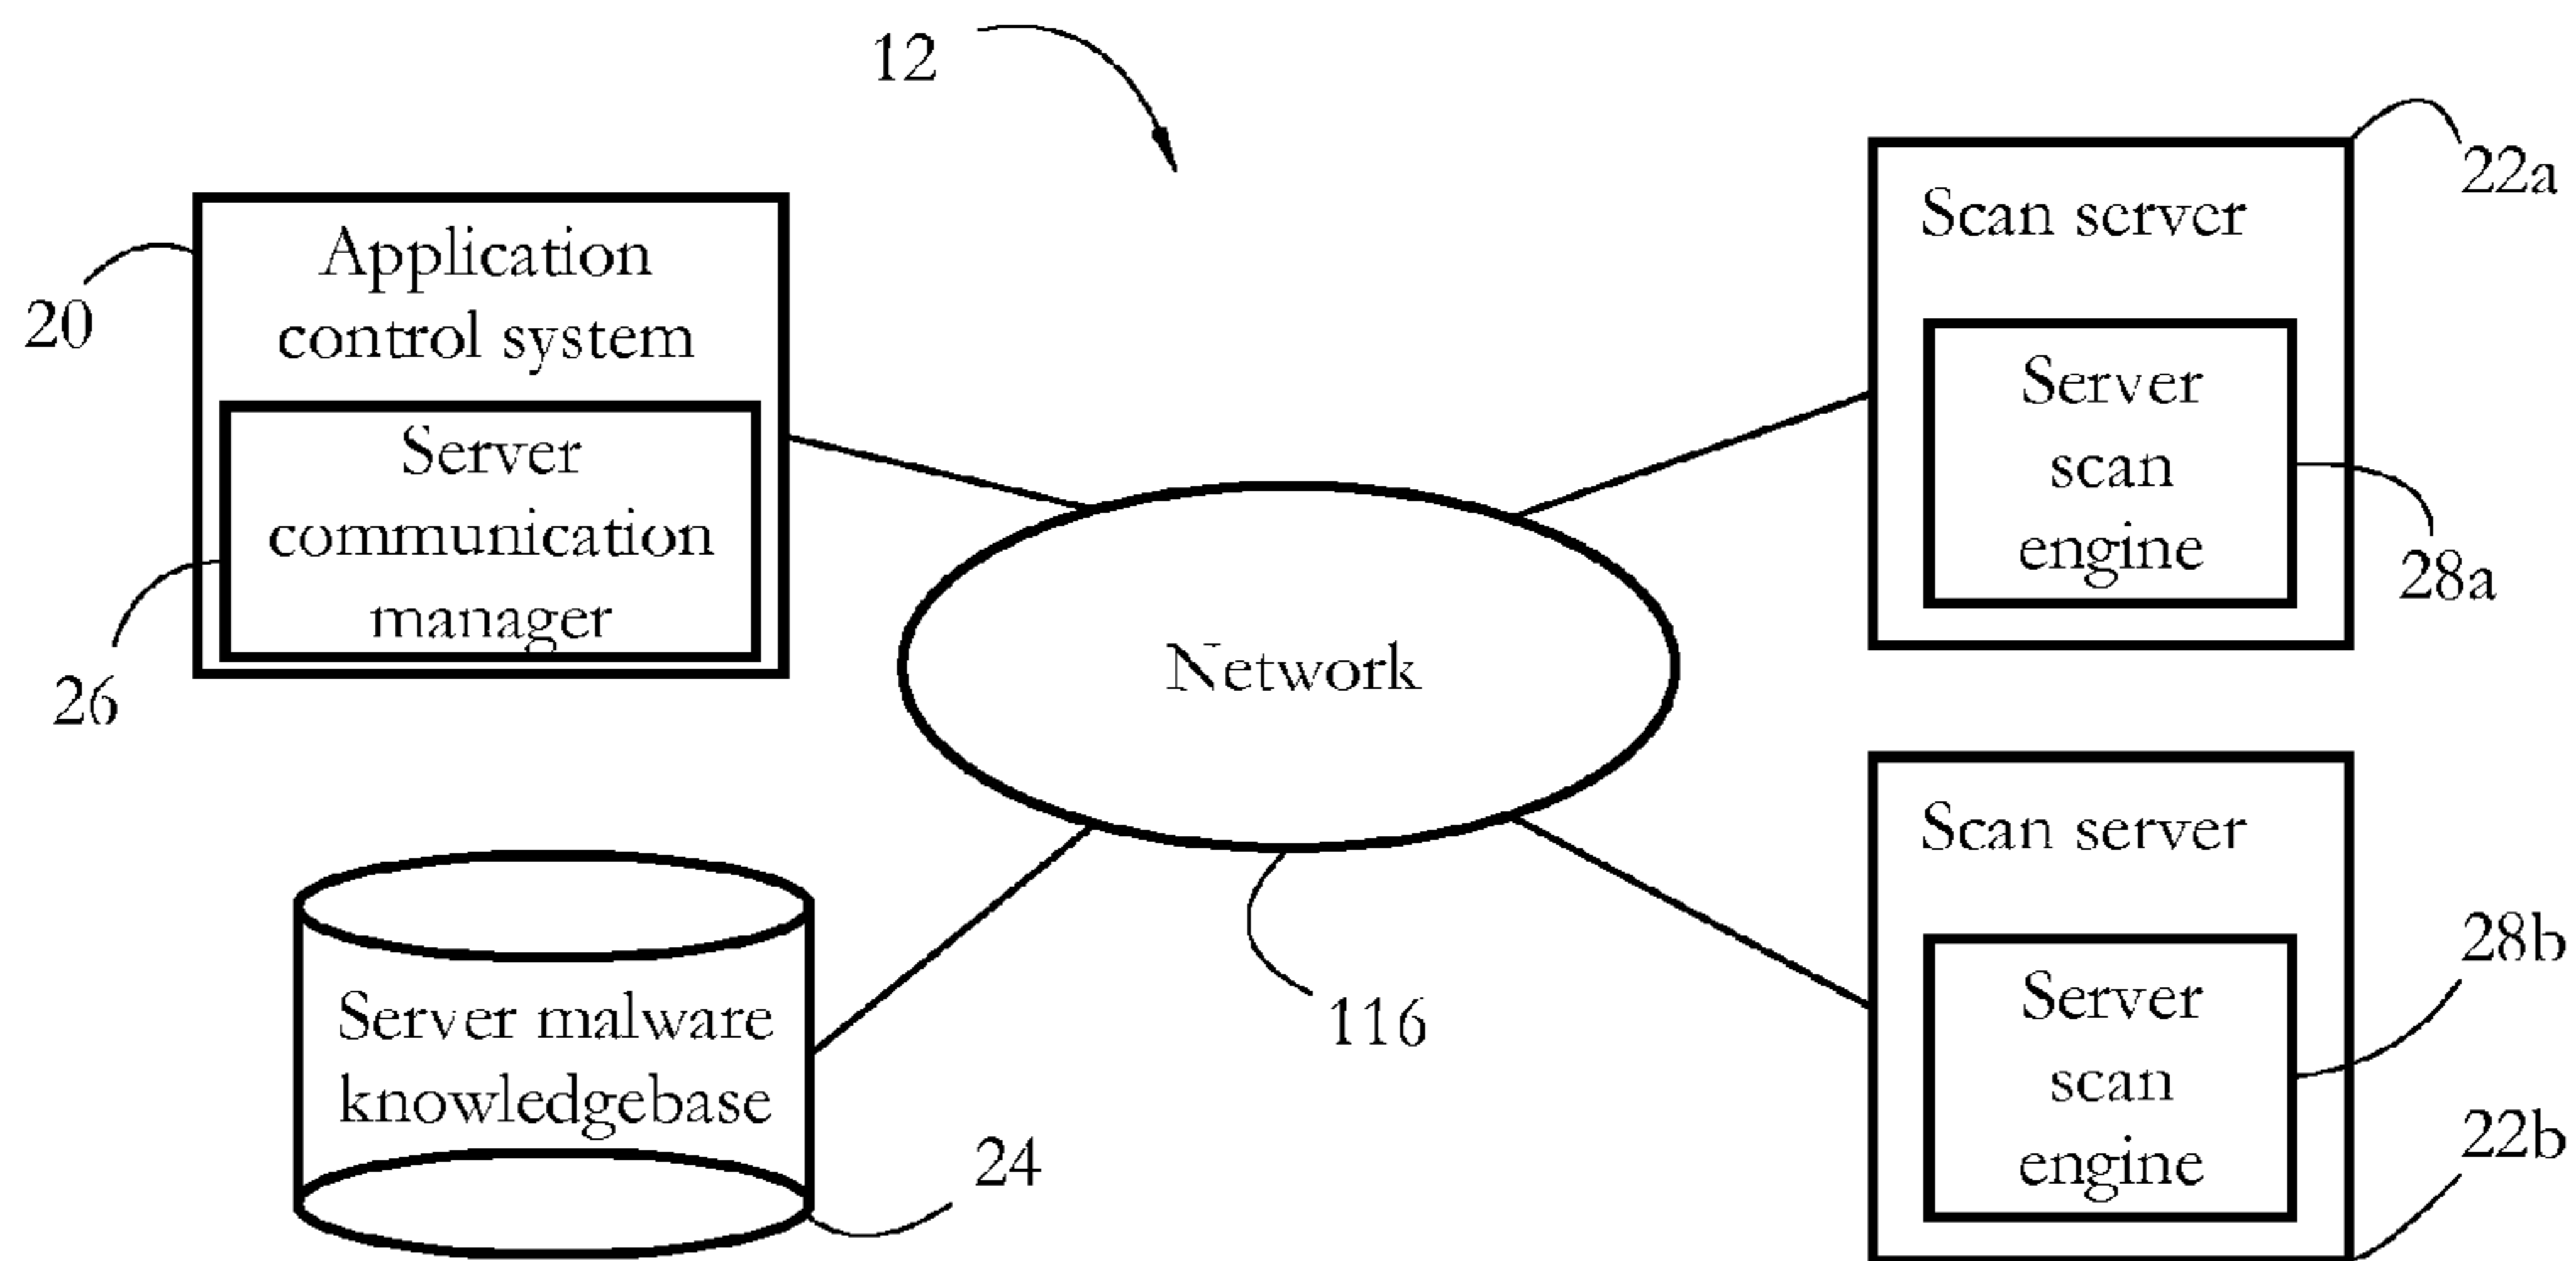 12
22a
Scan server
Server
scan
engine
28a
20
Application
control system
Server
communication
manager
26
Network
116
Server malware
knowledgebase
24
Scan server
Server
scan
engine
28b
22b